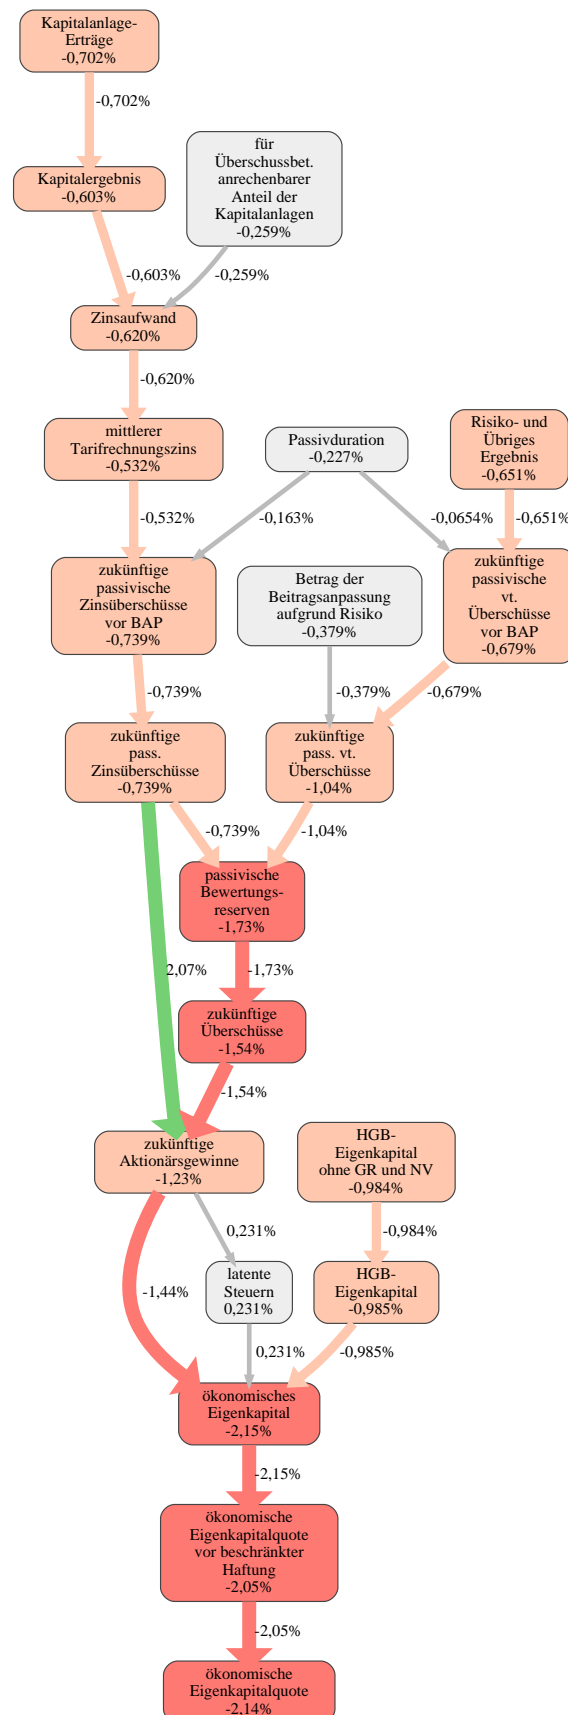 Kapitalanlage-
Erträge
-0,702%
-0,702%
Kapitalergebnis
-0,603%
für
Überschussbet.
anrechenbarer
Anteil der
Kapitalanlagen
-0,259%
-0,603%
-0,259%
Zinsaufwand
-0,620%
-0,620%
mittlerer
Tarifrechnungszins
-0,532%
Passivduration
-0,227%
Risiko- und
Übriges
Ergebnis
-0,651%
-0,532%
-0,163%
-0,0654%
-0,651%
zukünftige
passivische
Zinsüberschüsse
vor BAP
-0,739%
Betrag der
Beitragsanpassung
aufgrund Risiko
-0,379%
zukünftige
passivische
vt.
Überschüsse
vor BAP
-0,679%
-0,739%
-0,379%
-0,679%
zukünftige
pass.
Zinsüberschüsse
-0,739%
zukünftige
pass. vt.
Überschüsse
-1,04%
-0,739%
-1,04%
passivische
Bewertungs-
reserven
-1,73%
2,07%
-1,73%
zukünftige
Überschüsse
-1,54%
-1,54%
zukünftige
Aktionärsgewinne
-1,23%
HGB-
Eigenkapital
ohne GR und NV
-0,984%
0,231%
-0,984%
-1,44%
latente
Steuern
0,231%
HGB-
Eigenkapital
-0,985%
0,231%
-0,985%
ökonomisches
Eigenkapital
-2,15%
-2,15%
ökonomische
Eigenkapitalquote
vor beschränkter
Haftung
-2,05%
-2,05%
ökonomische
Eigenkapitalquote
-2,14%